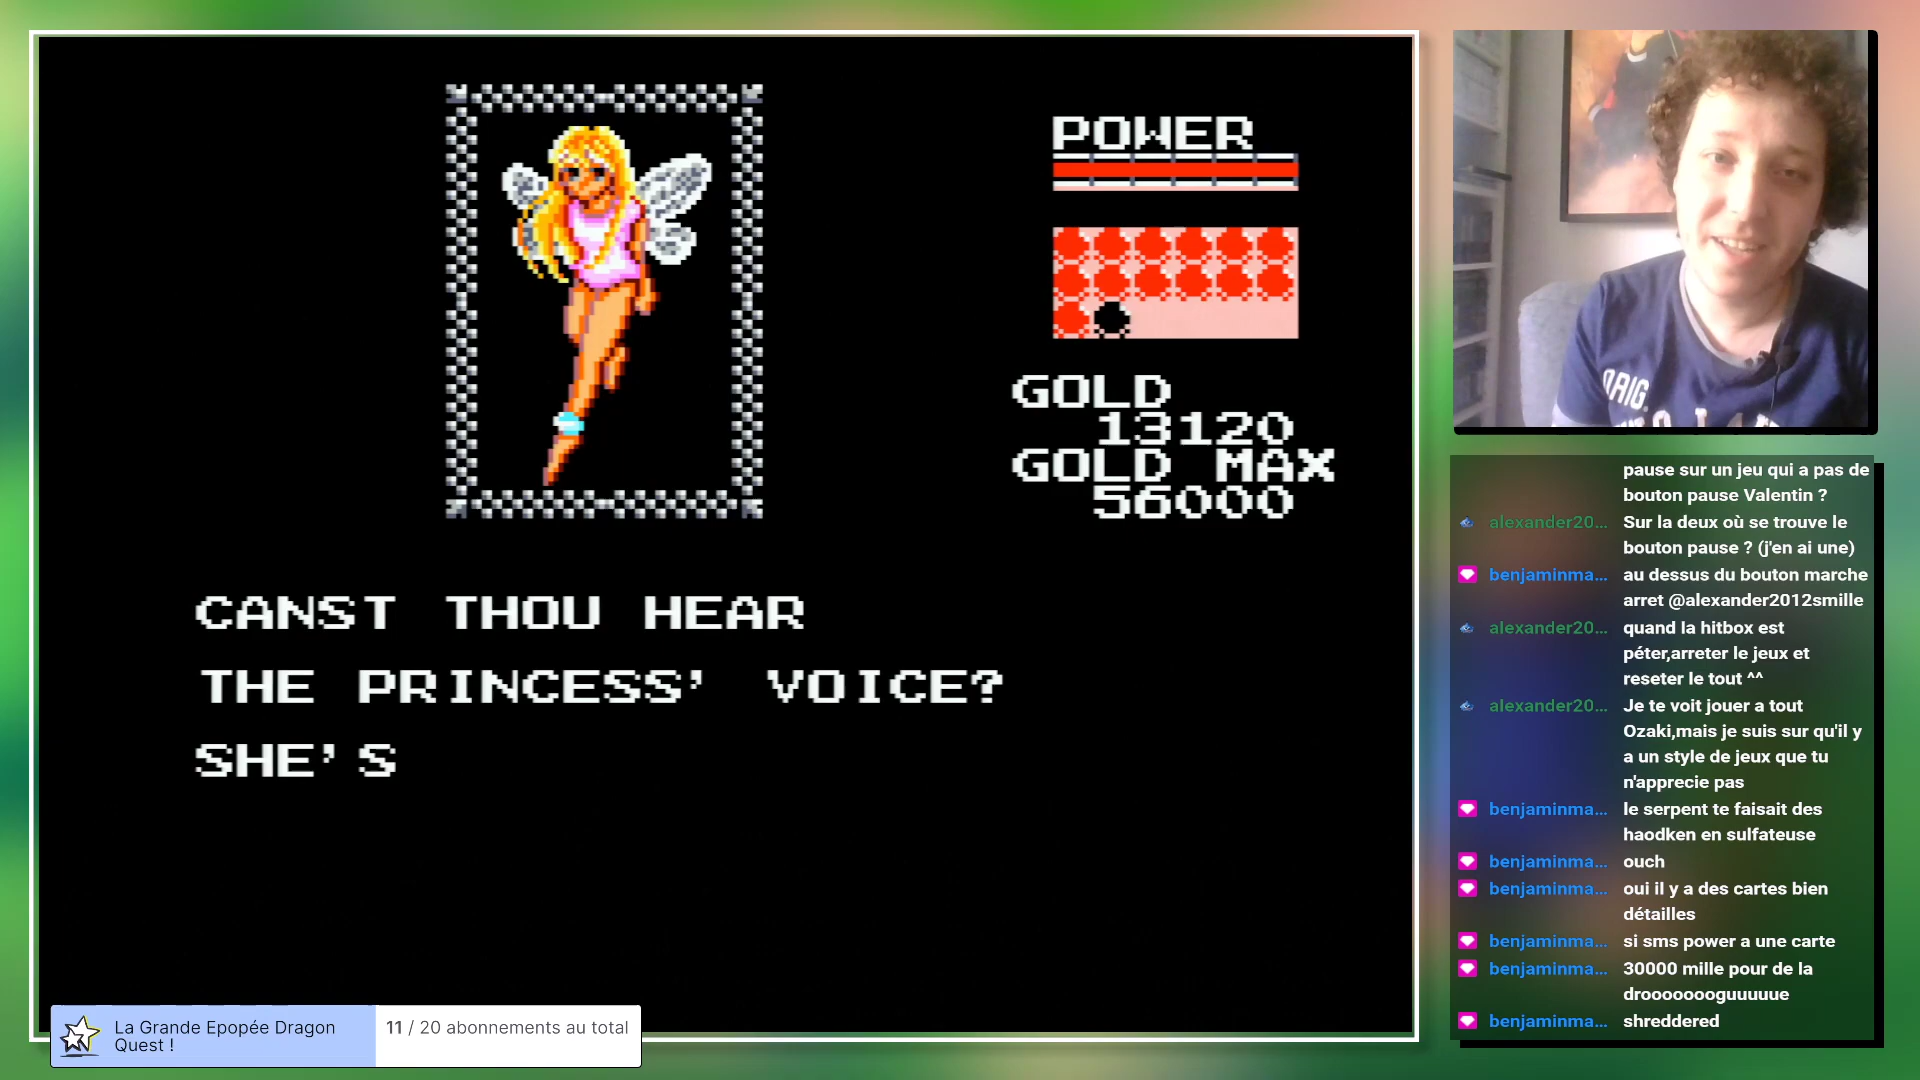 POWER
GOLD
13120
GOLD MAX
56000
CANST THOU HEAR
THE PRINCESS' VOICE?
SHE'S
La Grande Epopée Dragon
Quest !
11 / 20 abonnements au total
ORIG.
pause sur un jeu qui a pas de
bouton pause Valentin ?
alexander20... Sur la deux où se trouve le
bouton pause ? (j'en ai une)
benjaminma... au dessus du bouton marche
arret @alexander2012smille
alexander20... quand la hitbox est
péter,arreter le jeux et
reseter le tout ^^
alexander20... Je te voit jouer a tout
Ozaki,mais je suis sur qu'il y
a un style de jeux que tu
n'apprecie pas
benjaminma... le serpent te faisait des
haodken en sulfateuse
benjaminma... ouch
benjaminma... oui il y a des cartes bien
détailles
benjaminma... si sms power a une carte
benjaminma... 30000 mille pour de la
droooooooguuuuue
benjaminma... shreddered